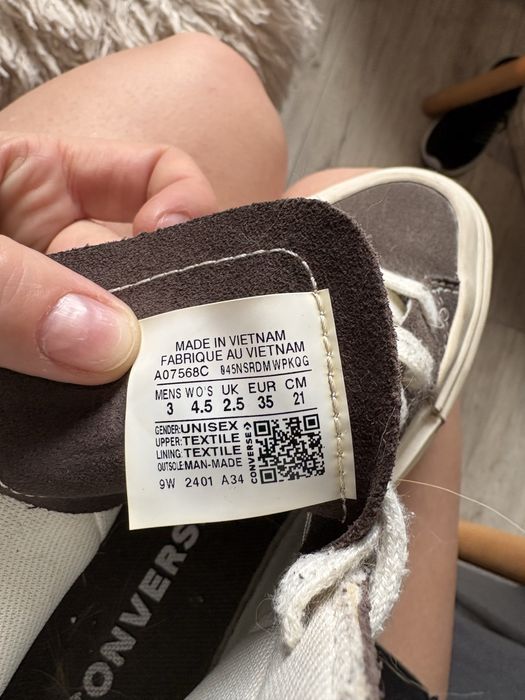 MADE IN VIETNAM
FABRIQUE AU VIETNAM
A07568C 845NSRDMWPKQG
MENS WO'S UK EUR CM
3 4.5 2.5 35 21
GENDER:UNISEX
UPPER:TEXTILE
LINING:TEXTILE
OUTSOLE:MAN-MADE
CONVERSE
9W 2401 A34
CONVERS